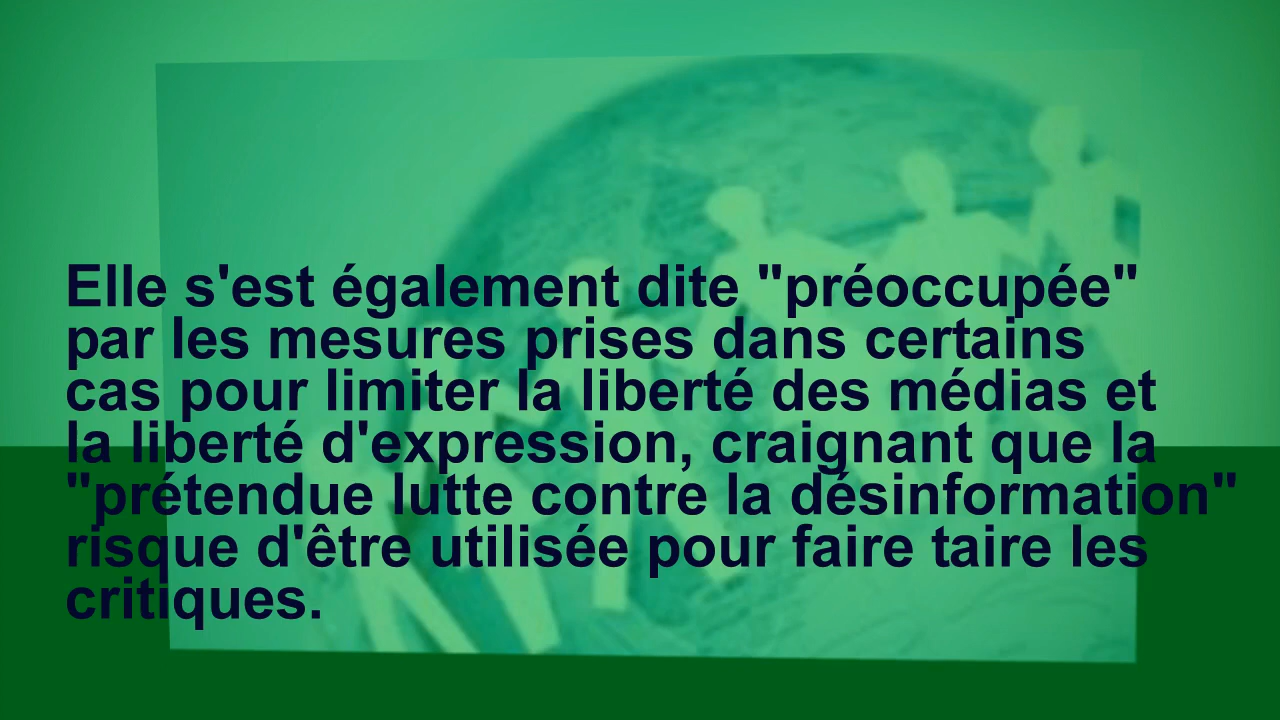 Elle s'est également dite "préoccupée"
par les mesures prises dans certains
cas pour limiter la liberté des médias et
la liberté d'expression, craignant que la
"prétendue lutte contre la désinformation"
risque d'être utilisée pour faire taire les
critiques.